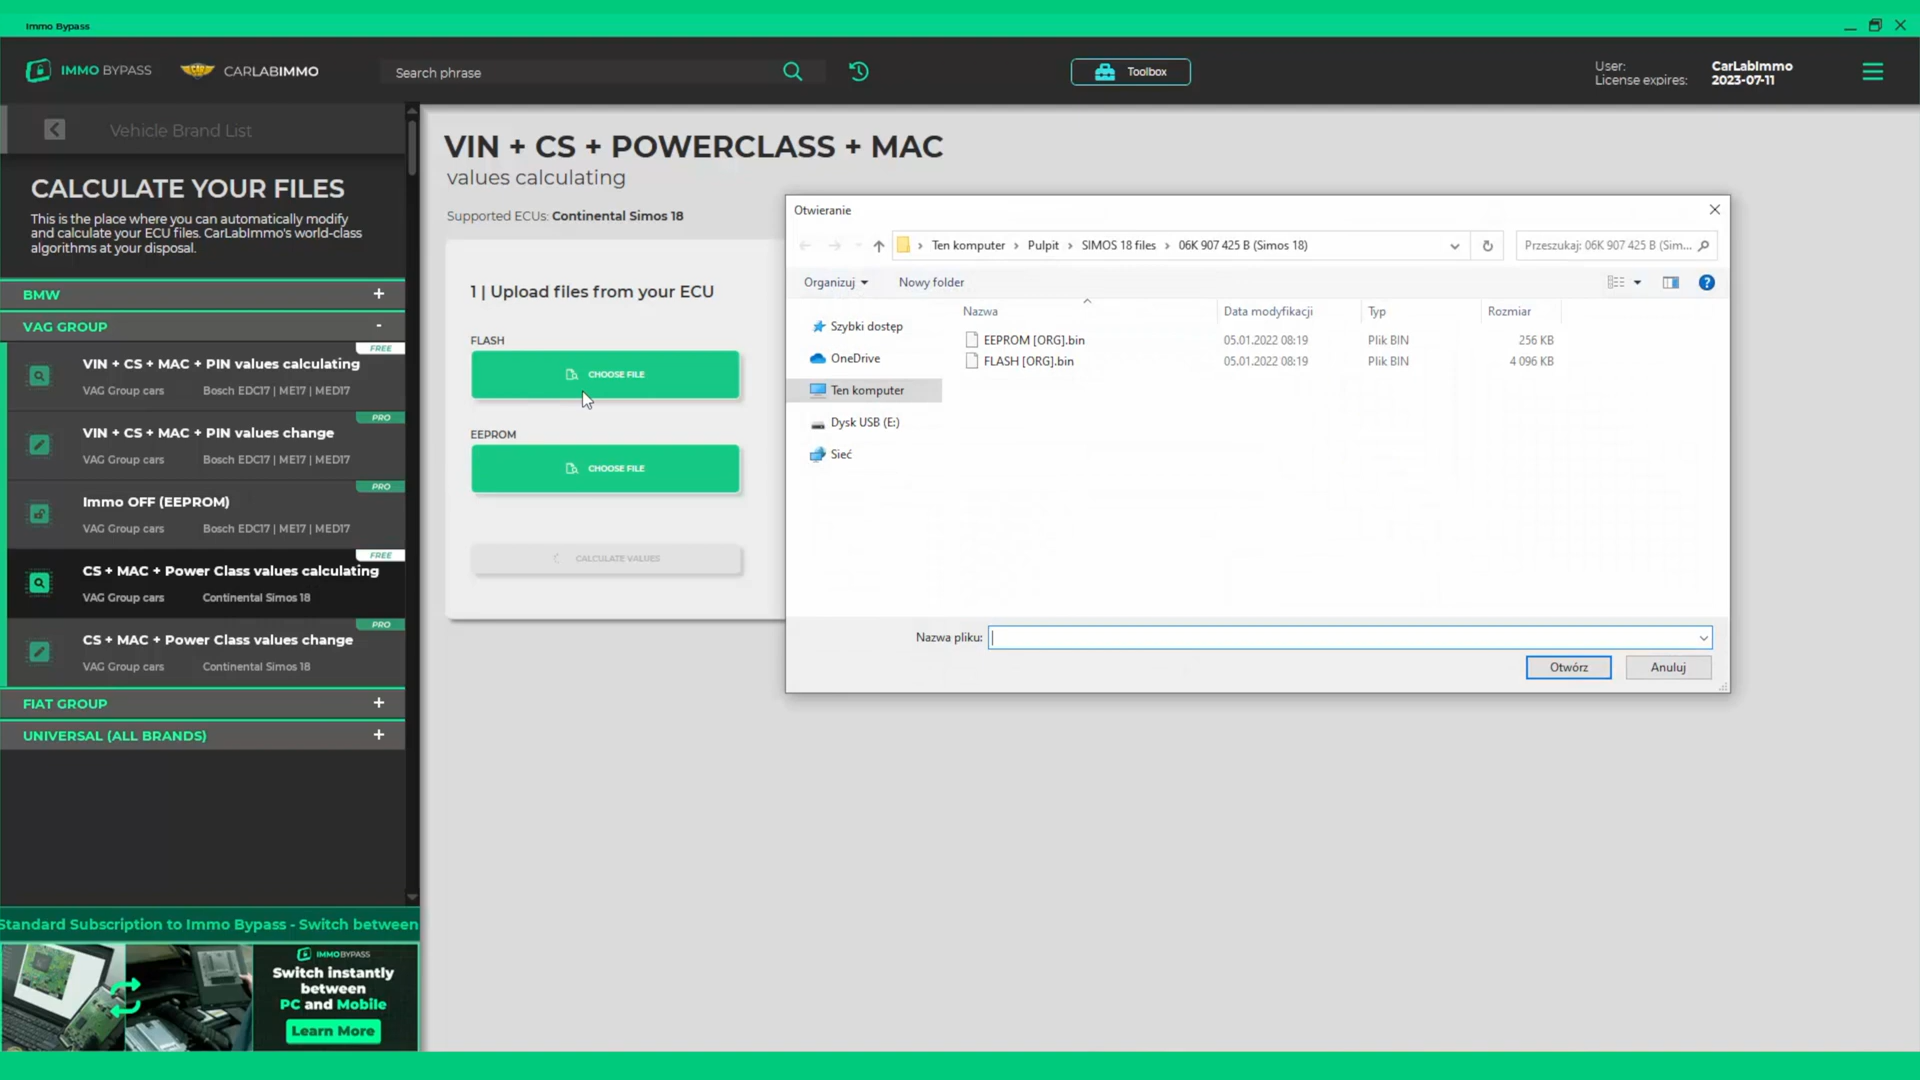 Immo Bypass
IMMO BYPASS
CARLABIMMO
Search phrase
Toolbox
User: CarLabImmo
License expires: 2023-07-11
Vehicle Brand List
CALCULATE YOUR FILES
This is the place where you can automatically modify
and calculate your ECU files. CarLabImmo's world-class
algorithms at your disposal.
BMW +
VAG GROUP -
FREE
VIN + CS + MAC + PIN values calculating
VAG Group cars Bosch EDC17 | ME17 | MED17
PRO
VIN + CS + MAC + PIN values change
VAG Group cars Bosch EDC17 | ME17 | MED17
PRO
Immo OFF (EEPROM)
VAG Group cars Bosch EDC17 | ME17 | MED17
FREE
CS + MAC + Power Class values calculating
VAG Group cars Continental Simos 18
PRO
CS + MAC + Power Class values change
VAG Group cars Continental Simos 18
FIAT GROUP +
UNIVERSAL (ALL BRANDS) +
Standard Subscription to Immo Bypass - Switch between
IMMOBYPASS
Switch instantly
between
PC and Mobile
Learn More
VIN + CS + POWERCLASS + MAC
values calculating
Supported ECUs: Continental Simos 18
1 | Upload files from your ECU
FLASH
CHOOSE FILE
EEPROM
CHOOSE FILE
CALCULATE VALUES
Otwieranie
Ten komputer › Pulpit › SIMOS 18 files › 06K 907 425 B (Simos 18)
Przeszukaj: 06K 907 425 B (Sim...
Organizuj
Nowy folder
Szybki dostęp
OneDrive
Ten komputer
Dysk USB (E:)
Sieć
Nazwa Data modyfikacji Typ Rozmiar
EEPROM [ORG].bin 05.01.2022 08:19 Plik BIN 256 KB
FLASH [ORG].bin 05.01.2022 08:19 Plik BIN 4 096 KB
Nazwa pliku:
Otwórz
Anuluj